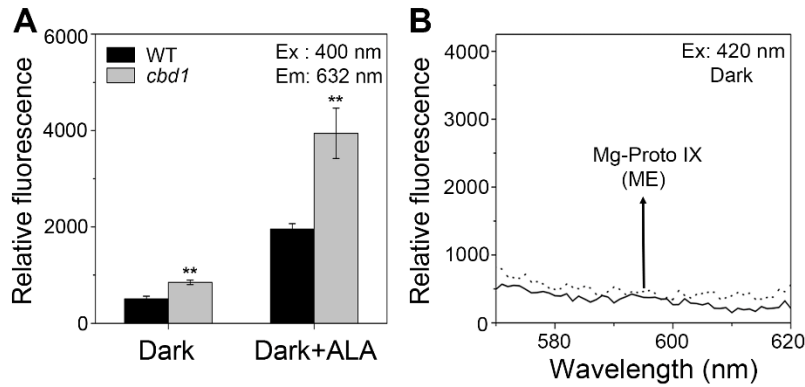 A
Relative fluorescence
6000
4000
2000
0
WT
cbd1
Ex : 400 nm
Em: 632 nm
**
**
Dark
Dark+ALA
B
Relative fluorescence
4000
3000
2000
1000
0
Ex: 420 nm
Dark
Mg-Proto IX
(ME)
580
600
620
Wavelength (nm)